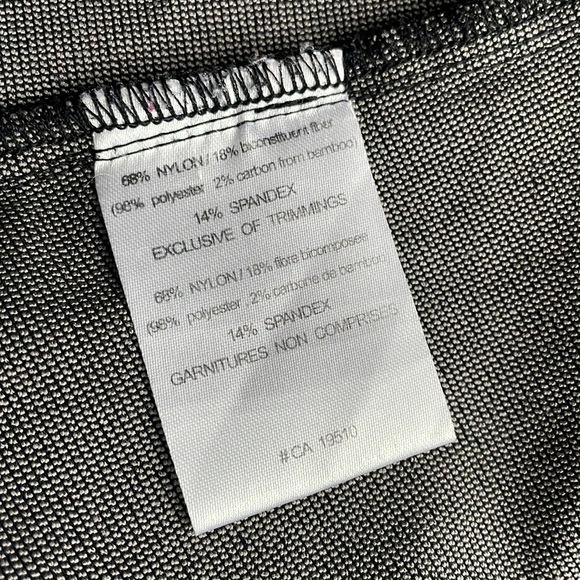 68% NYLON / 18% biconstituent fiber
(98% polyester, 2% carbon from bamboo)
14% SPANDEX
EXCLUSIVE OF TRIMMINGS
68% NYLON / 18% fibre bicomposee
(98% polyester, 2% carbone de bamboo
14% SPANDEX
GARNITURES NON COMPRISES
#CA 19510